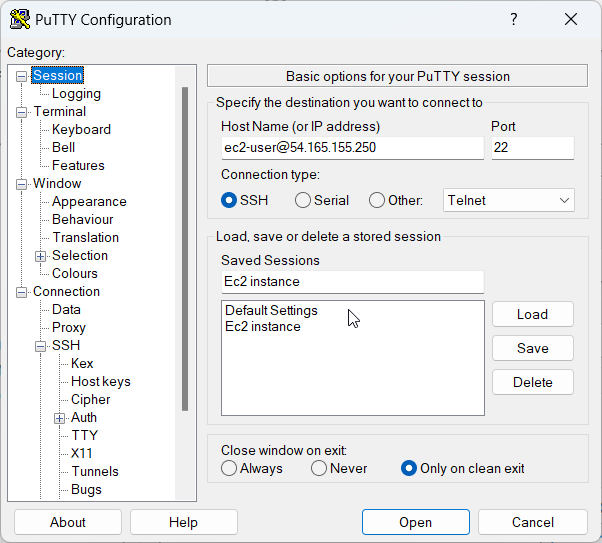 PuTTY Configuration
Category:
Session
Logging
Terminal
Keyboard
Bell
Features
Window
Appearance
Behaviour
Translation
Selection
Colours
Connection
Data
Proxy
SSH
Kex
Host keys
Cipher
Auth
TTY
X11
Tunnels
Bugs
Basic options for your PuTTY session
Specify the destination you want to connect to
Host Name (or IP address) Port
ec2-user@54.165.155.250 22
Connection type:
SSH Serial Other: Telnet
Load, save or delete a stored session
Saved Sessions
Ec2 instance
Default Settings
Ec2 instance
Load
Save
Delete
Close window on exit:
Always Never Only on clean exit
About Help Open Cancel